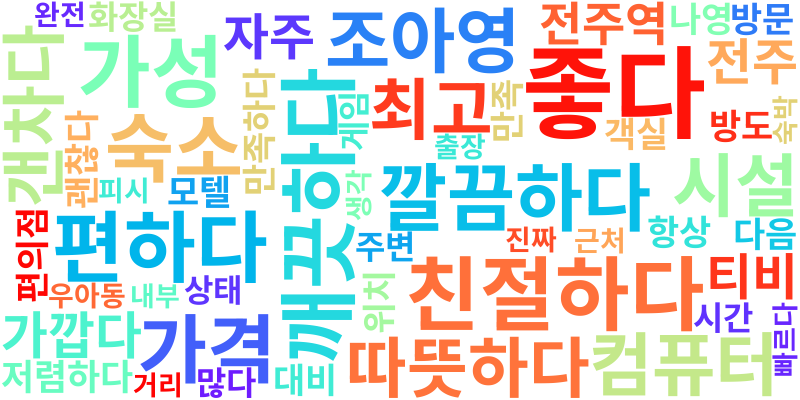 완전
화장실
자주
조아영
전주역
나영
방문
가성
최고
좋다
전주
갠차다
만족하다
개끗하다
게임
만족
숙박
괜찮다
숙소
출장
객실
방도
피시
모텔
생각
깔끔하다
시설
편의점
편하다
주변
진짜
근처
항상
다음
우아동
내부
상태
위치
친절하다
티비
가깝다
가격
시간
빠르다
저렴하다
거리
많다
대비
따뜻하다
컴퓨터